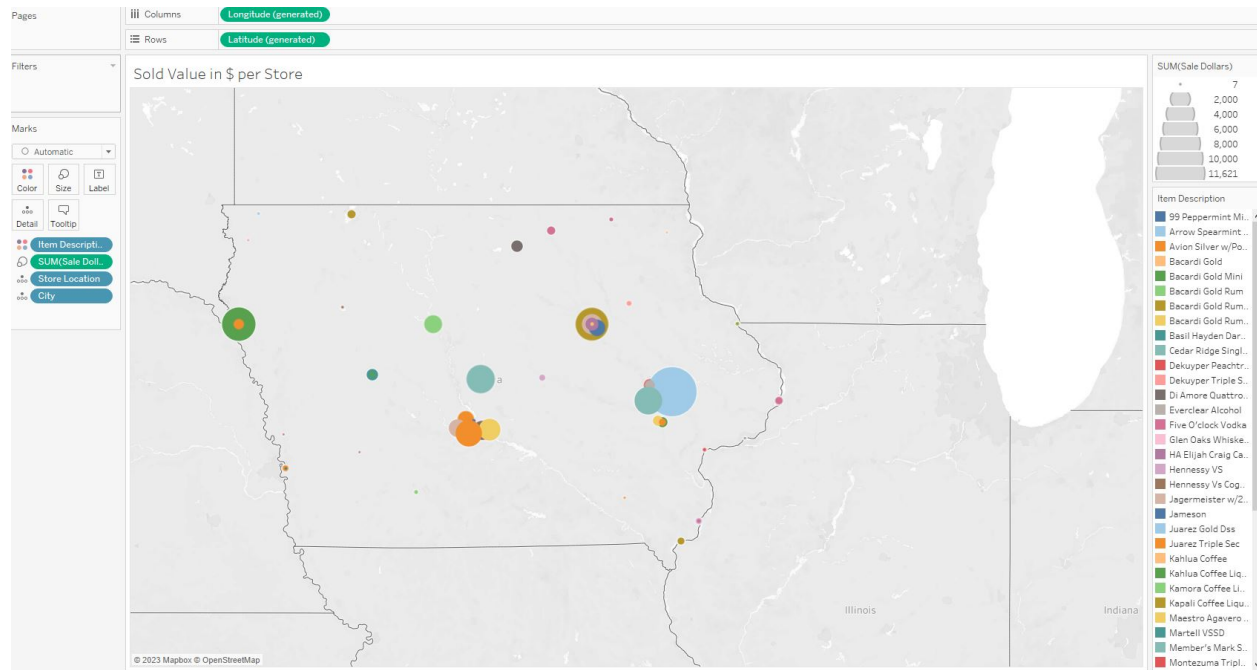 Pages
Columns
Longitude (generated)
Rows
Latitude (generated)
Filters
Marks
Automatic
Color
Size
Label
Detail
Tooltip
Item Descripti..
SUM(Sale Doll..
Store Location
City
Sold Value in $ per Store
a
Illinois
Indiana
© 2023 Mapbox © OpenStreetMap
SUM(Sale Dollars)
7
2,000
4,000
6,000
8,000
10,000
11,621
Item Description
99 Peppermint Mi..
Arrow Spearmint ..
Avion Silver w/Po..
Bacardi Gold
Bacardi Gold Mini
Bacardi Gold Rum
Bacardi Gold Rum..
Bacardi Gold Rum..
Basil Hayden Dar..
Cedar Ridge Singl..
Dekuyper Peachtr..
Dekuyper Triple S..
Di Amore Quattro..
Everclear Alcohol
Five O'clock Vodka
Glen Oaks Whiske..
HA Elijah Craig Ca..
Hennessy VS
Hennessy Vs Cog..
Jagermeister w/2..
Jameson
Juarez Gold Dss
Juarez Triple Sec
Kahlua Coffee
Kahlua Coffee Liq..
Kamora Coffee Li..
Kapali Coffee Liqu..
Maestro Agavero ..
Martell VSSD
Member's Mark S..
Montezuma Tripl..